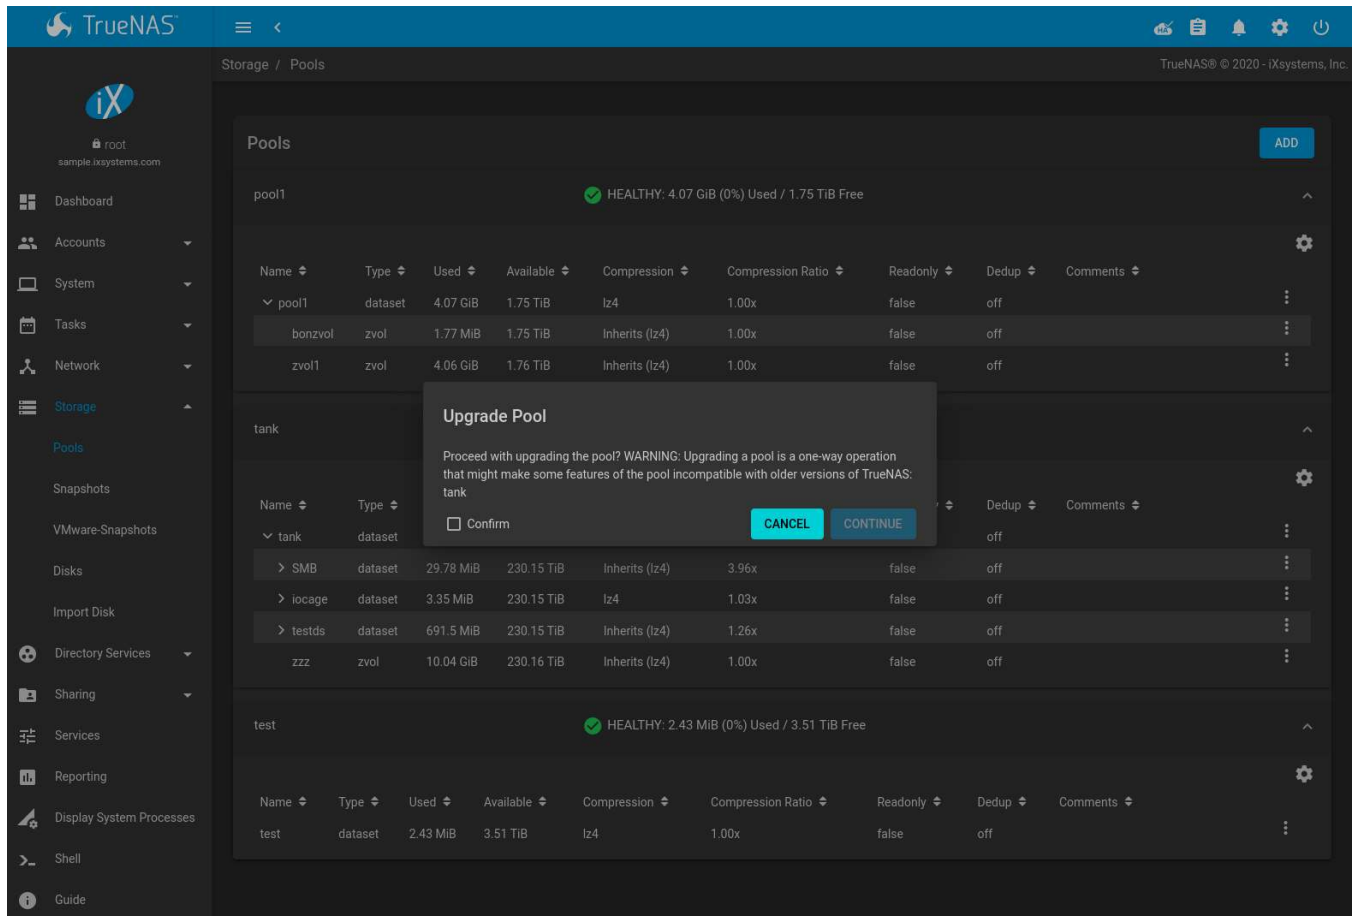 TrueNAS®
HA
Storage / Pools
TrueNAS® © 2020 - iXsystems, Inc.
iX
root
sample.ixsystems.com
Dashboard
Accounts
System
Tasks
Network
Storage
Pools
Snapshots
VMware-Snapshots
Disks
Import Disk
Directory Services
Sharing
Services
Reporting
Display System Processes
Shell
Guide
Pools
ADD
pool1 HEALTHY: 4.07 GiB (0%) Used / 1.75 TiB Free
Name Type Used Available Compression Compression Ratio Readonly Dedup Comments
pool1 dataset 4.07 GiB 1.75 TiB lz4 1.00x false off
bonzvol zvol 1.77 MiB 1.75 TiB Inherits (lz4) 1.00x false off
zvol1 zvol 4.06 GiB 1.76 TiB Inherits (lz4) 1.00x false off
tank
Name Type Dedup Comments
tank dataset off
SMB dataset 29.78 MiB 230.15 TiB Inherits (lz4) 3.96x false off
iocage dataset 3.35 MiB 230.15 TiB lz4 1.03x false off
testds dataset 691.5 MiB 230.15 TiB Inherits (lz4) 1.26x false off
zzz zvol 10.04 GiB 230.16 TiB Inherits (lz4) 1.00x false off
Upgrade Pool
Proceed with upgrading the pool? WARNING: Upgrading a pool is a one-way operation
that might make some features of the pool incompatible with older versions of TrueNAS:
tank
Confirm
CANCEL
CONTINUE
test HEALTHY: 2.43 MiB (0%) Used / 3.51 TiB Free
Name Type Used Available Compression Compression Ratio Readonly Dedup Comments
test dataset 2.43 MiB 3.51 TiB lz4 1.00x false off